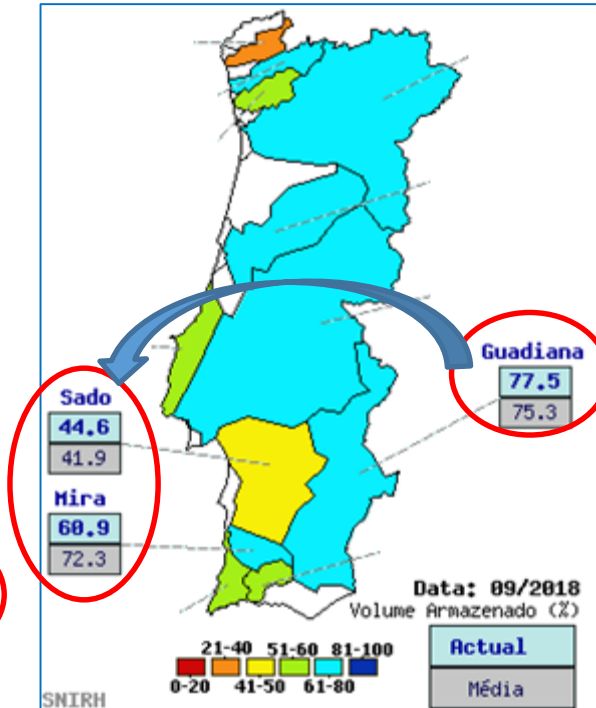 Guadiana
77.5
75.3
Sado
44.6
41.9
Mira
60.9
72.3
Data: 09/2018
Volume Armazenado (%)
21-40 51-60 81-100
0-20 41-50 61-80
Actual
Média
SNIRH